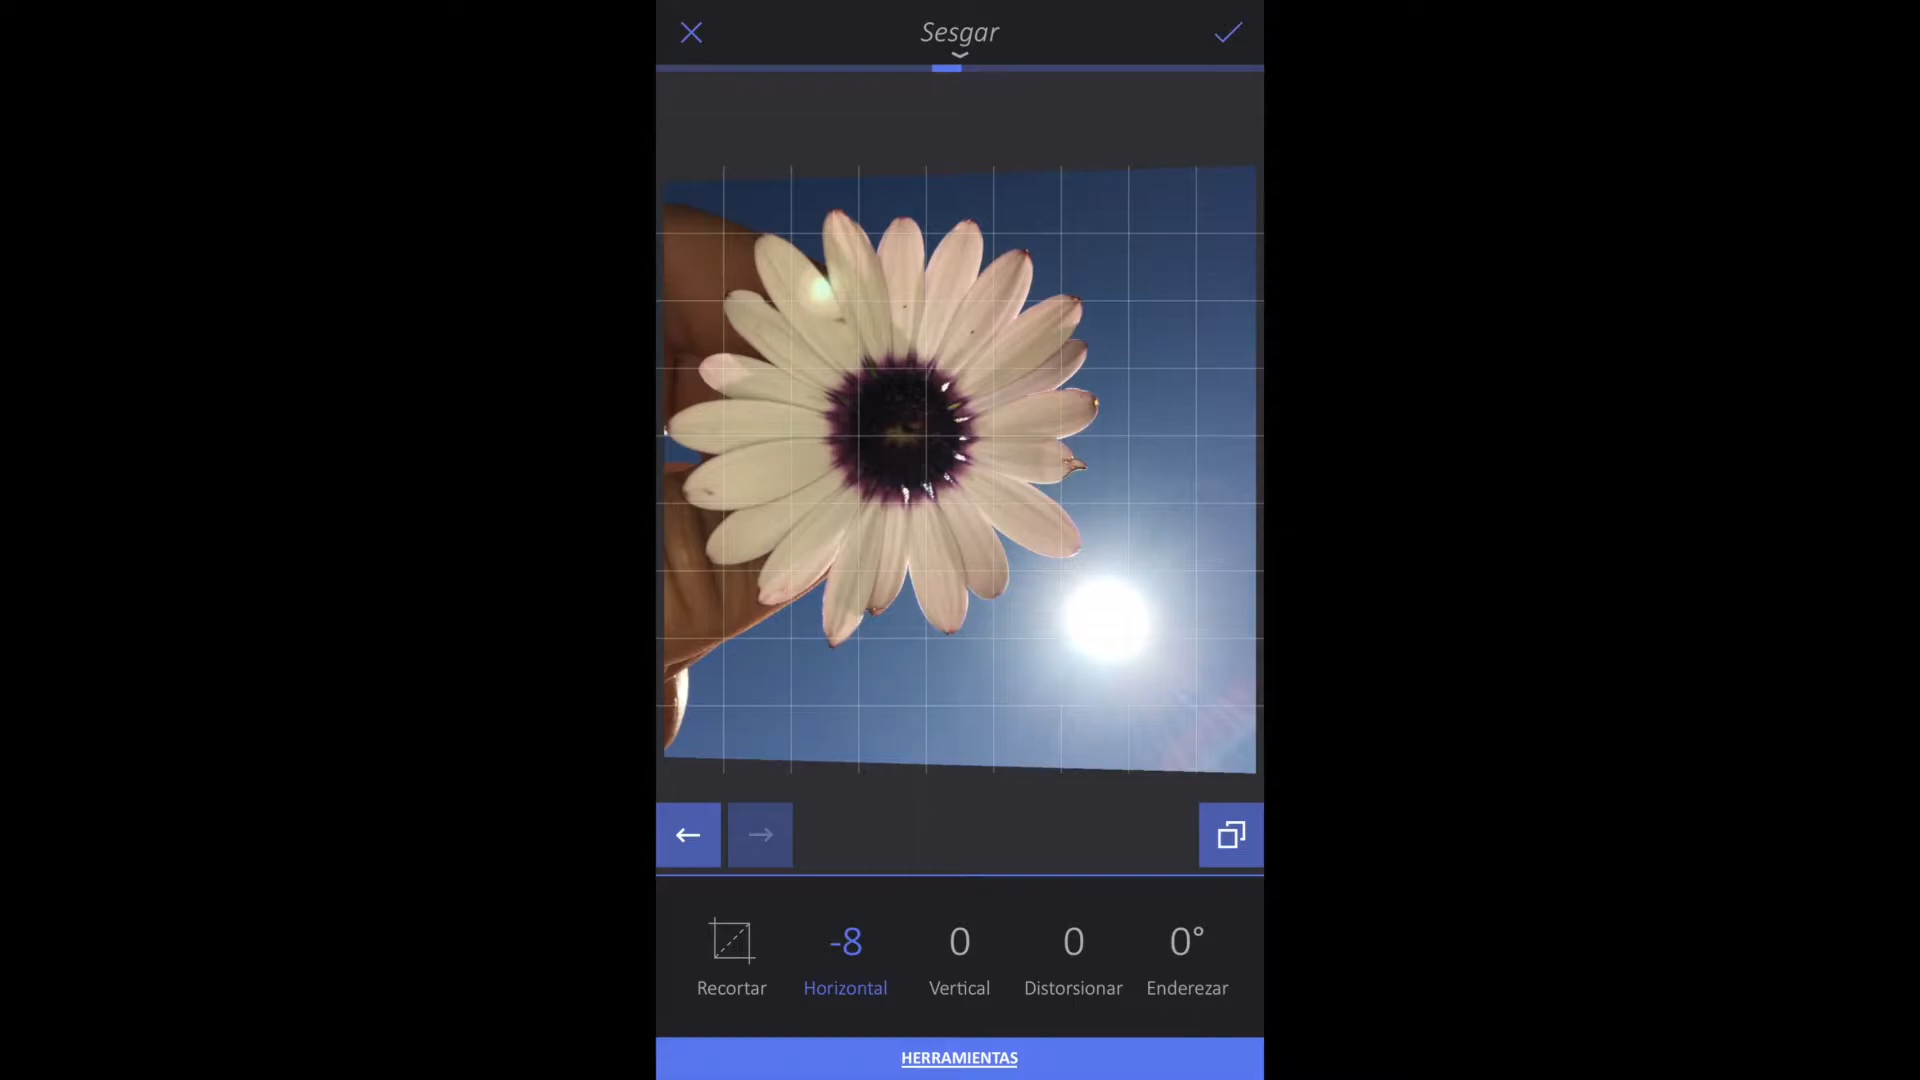 Sesgar
-8 0 0 0°
Recortar Horizontal Vertical Distorsionar Enderezar
HERRAMIENTAS